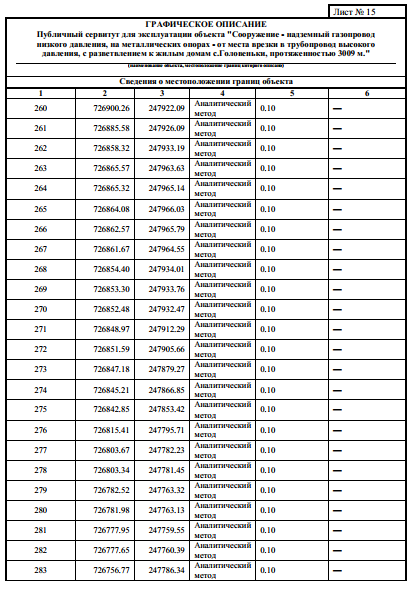 Лист № 15
ГРАФИЧЕСКОЕ ОПИСАНИЕ
Публичный сервитут для эксплуатации объекта "Сооружение - надземный газопровод
низкого давления, на металлических опорах - от места врезки в трубопровод высокого
давления, с разветвлением к жилым домам с.Головеньки, протяженностью 3009 м."
(наименование объекта, местоположение границ которого описано)
Сведения о местоположении границ объекта
1 2 3 4 5 6
260 726900.26 247922.09 Аналитический метод 0.10 —
261 726885.58 247926.09 Аналитический метод 0.10 —
262 726858.32 247933.19 Аналитический метод 0.10 —
263 726865.57 247963.63 Аналитический метод 0.10 —
264 726865.32 247965.14 Аналитический метод 0.10 —
265 726864.08 247966.03 Аналитический метод 0.10 —
266 726862.57 247965.79 Аналитический метод 0.10 —
267 726861.67 247964.55 Аналитический метод 0.10 —
268 726854.40 247934.01 Аналитический метод 0.10 —
269 726853.30 247933.76 Аналитический метод 0.10 —
270 726852.48 247932.47 Аналитический метод 0.10 —
271 726848.97 247912.29 Аналитический метод 0.10 —
272 726851.59 247905.66 Аналитический метод 0.10 —
273 726847.18 247879.27 Аналитический метод 0.10 —
274 726845.21 247866.85 Аналитический метод 0.10 —
275 726842.85 247853.42 Аналитический метод 0.10 —
276 726815.41 247795.71 Аналитический метод 0.10 —
277 726803.67 247782.23 Аналитический метод 0.10 —
278 726803.34 247781.45 Аналитический метод 0.10 —
279 726782.52 247763.32 Аналитический метод 0.10 —
280 726781.98 247763.13 Аналитический метод 0.10 —
281 726777.95 247759.55 Аналитический метод 0.10 —
282 726777.65 247760.39 Аналитический метод 0.10 —
283 726756.77 247786.34 Аналитический метод 0.10 —